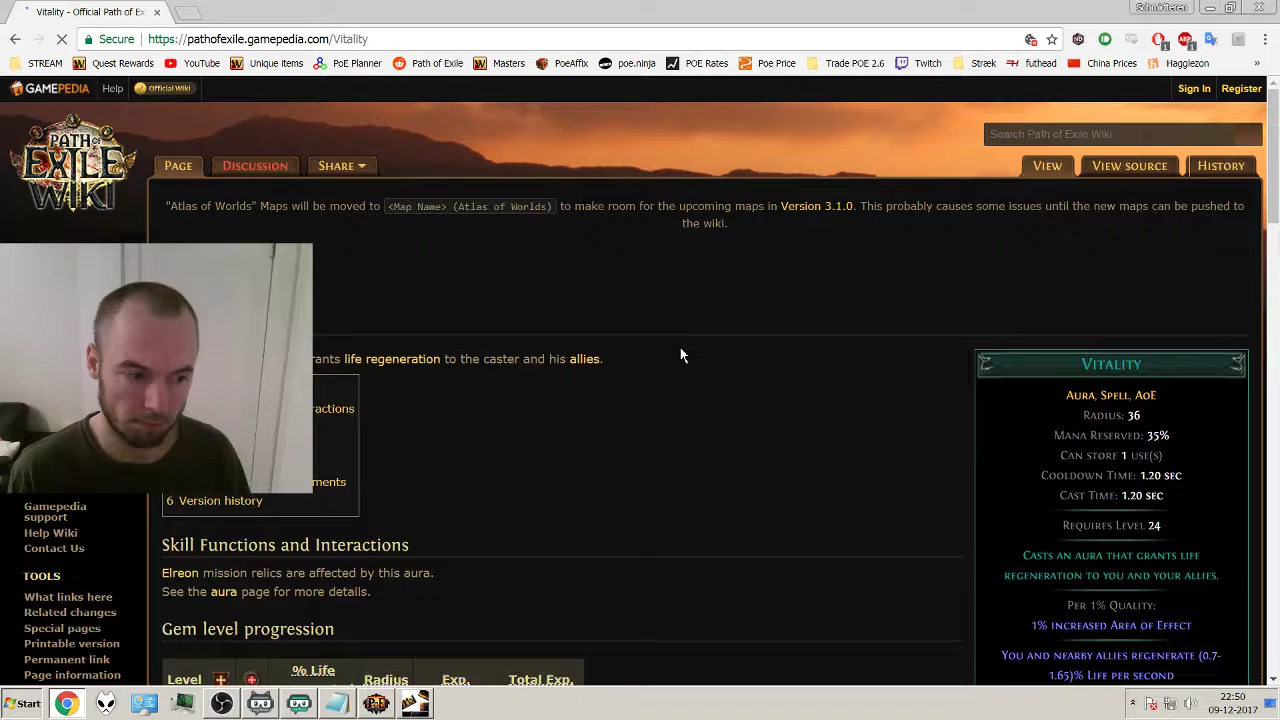 Vitality - Official Path of Ex
Schnitteren
Secure https://pathofexile.gamepedia.com/Vitality
STREAM Quest Rewards YouTube Unique Items PoE Planner Path of Exile Masters PoeAffix poe.ninja POE Rates Poe Price Trade POE 2.6 Twitch Streak futhead China Prices Hagglezon
GAMEPEDIA Help Official Wiki Sign In Register
PATH OF EXILE WIKI
Search Path of Exile Wiki
PAGE DISCUSSION SHARE VIEW VIEW SOURCE HISTORY
"Atlas of Worlds" Maps will be moved to <Map Name> (Atlas of Worlds) to make room for the upcoming maps in Version 3.1.0. This probably causes some issues until the new maps can be pushed to
the wiki.
rants life regeneration to the caster and his allies.
ractions
ments
6 Version history
Gamepedia
support
Help Wiki
Contact Us
TOOLS
What links here
Related changes
Special pages
Printable version
Permanent link
Page information
Skill Functions and Interactions
Elreon mission relics are affected by this aura.
See the aura page for more details.
Gem level progression
Level % Life Radius Exp. Total Exp.
VITALITY
AURA, SPELL, AOE
RADIUS: 36
MANA RESERVED: 35%
CAN STORE 1 USE(S)
COOLDOWN TIME: 1.20 SEC
CAST TIME: 1.20 SEC
REQUIRES LEVEL 24
CASTS AN AURA THAT GRANTS LIFE
REGENERATION TO YOU AND YOUR ALLIES.
PER 1% QUALITY:
1% INCREASED AREA OF EFFECT
YOU AND NEARBY ALLIES REGENERATE (0.7-
1.65)% LIFE PER SECOND
Start
22:50
09-12-2017